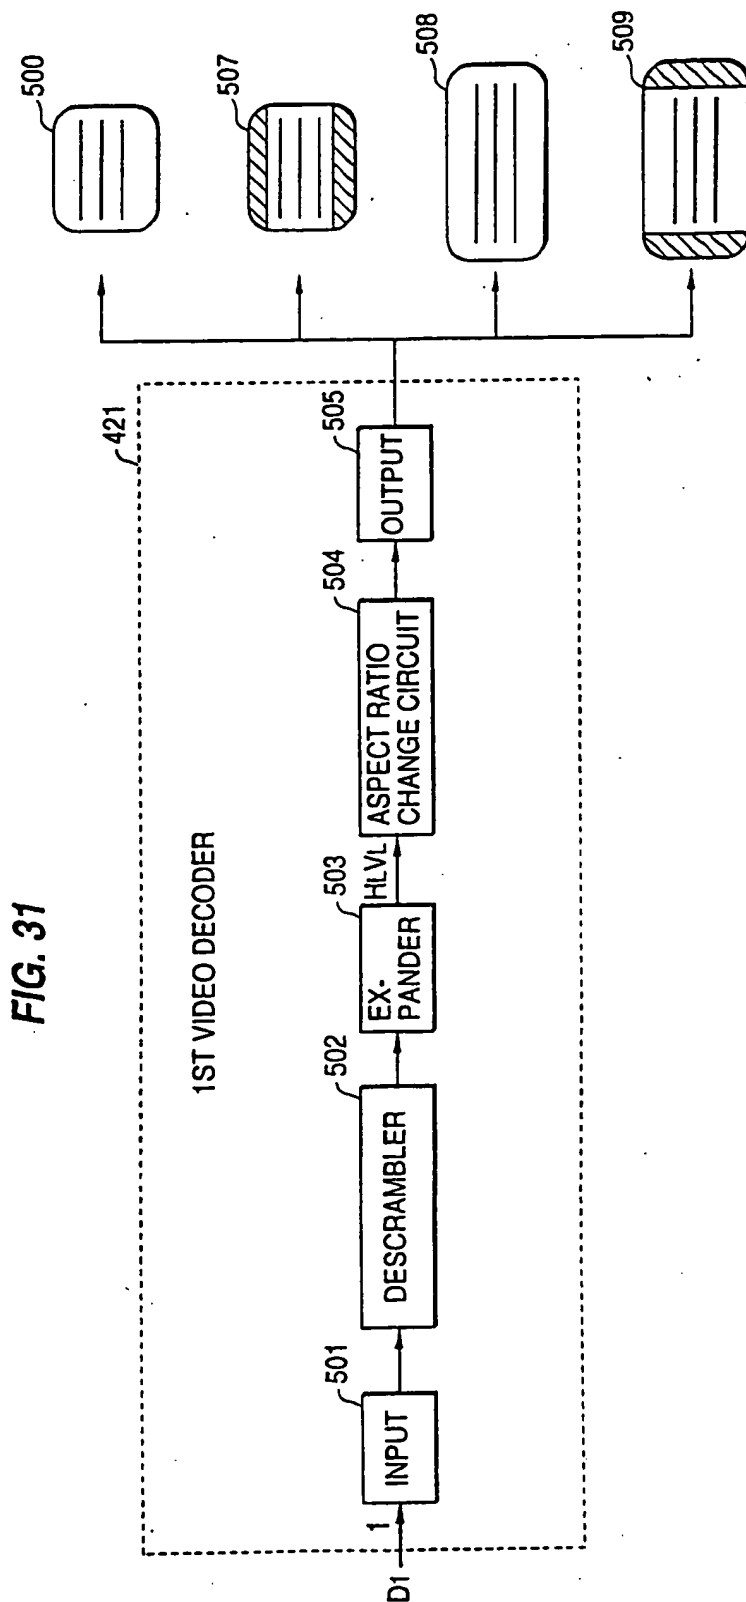 FIG. 31
1ST VIDEO DECODER
421
D1
1
501
INPUT
502
DESCRAMBLER
503
EX-
PANDER
HLVL
504
ASPECT RATIO
CHANGE CIRCUIT
505
OUTPUT
500
507
508
509